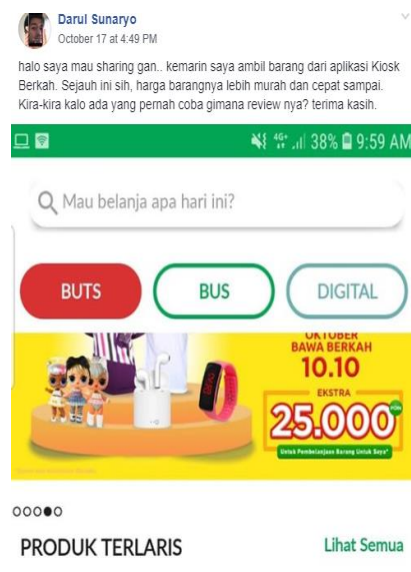 Darul Sunaryo
October 17 at 4:49 PM
halo saya mau sharing gan.. kemarin saya ambil barang dari aplikasi Kiosk
Berkah. Sejauh ini sih, harga barangnya lebih murah dan cepat sampai.
Kira-kira kalo ada yang pernah coba gimana review nya? terima kasih.
4G+ 38% 9:59 AM
Mau belanja apa hari ini?
BUTS BUS DIGITAL
OKTOBER
BAWA BERKAH
10.10
EKSTRA
25.000
Untuk Pembelanjaan Barang Untuk Saya*
PRODUK TERLARIS Lihat Semua